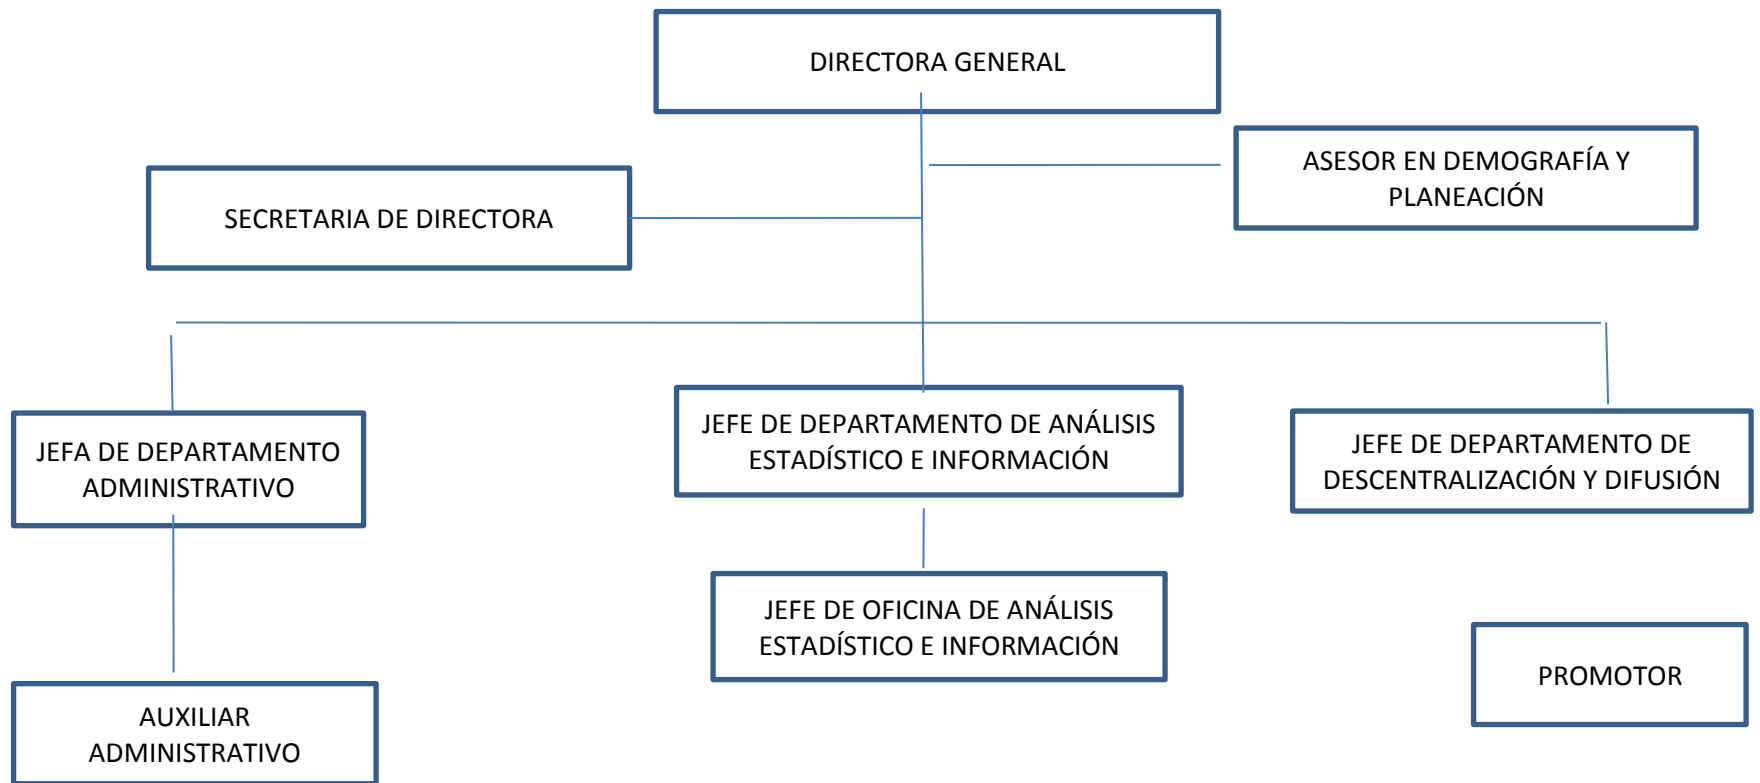 DIRECTORA GENERAL
ASESOR EN DEMOGRAFÍA Y
PLANEACIÓN
SECRETARIA DE DIRECTORA
JEFA DE DEPARTAMENTO
ADMINISTRATIVO
JEFE DE DEPARTAMENTO DE ANÁLISIS
ESTADÍSTICO E INFORMACIÓN
JEFE DE DEPARTAMENTO DE
DESCENTRALIZACIÓN Y DIFUSIÓN
JEFE DE OFICINA DE ANÁLISIS
ESTADÍSTICO E INFORMACIÓN
PROMOTOR
AUXILIAR
ADMINISTRATIVO